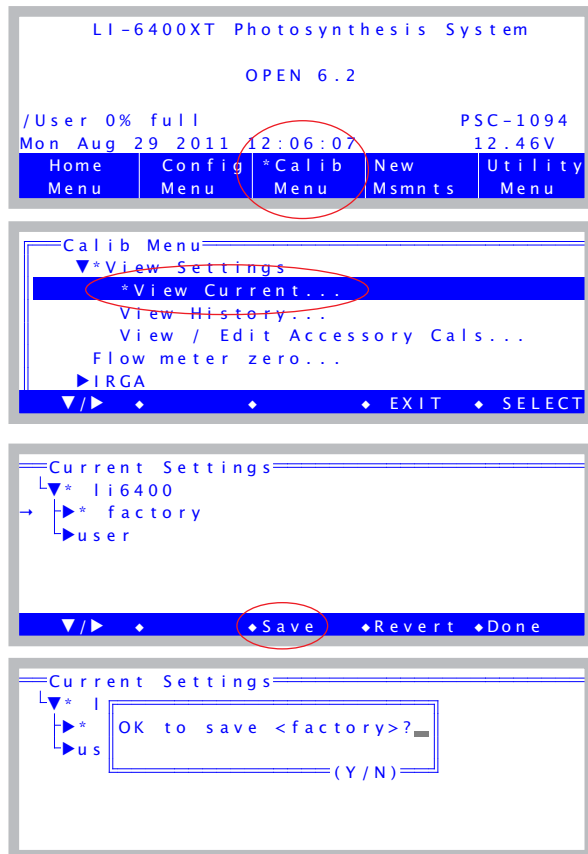 LI-6400XT Photosynthesis System
OPEN 6.2
/User 0% full PSC-1094
Mon Aug 29 2011 12:06:07 12.46V
Home Config *Calib New Utility
Menu Menu Menu Msmnts Menu
Calib Menu
▼*View Settings
*View Current...
View History...
View / Edit Accessory Cals...
Flow meter zero...
▶IRGA
▼/▶ ◆ ◆ ◆ EXIT ◆ SELECT
Current Settings
▼* li6400
→ ▶* factory
▶user
▼/▶ ◆ ◆Save ◆Revert ◆Done
Current Settings
▼* l
▶* OK to save <factory>?
▶us
(Y/N)